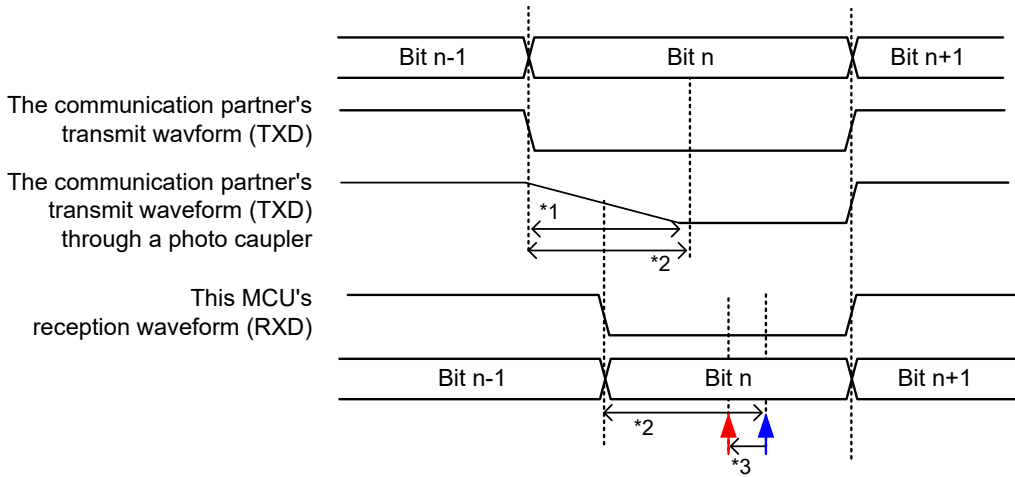 Bit n-1 Bit n Bit n+1
The communication partner's
transmit wavform (TXD)
The communication partner's
transmit waveform (TXD)
through a photo caupler
*1
*2
This MCU's
reception waveform (RXD)
Bit n-1 Bit n Bit n+1
*2
*3